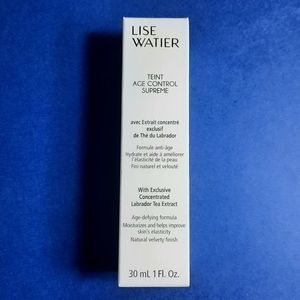 LISE
WATIER
TEINT
AGE CONTROL
SUPREME
avec Extrait concentré
exclusif
de Thé du Labrador
Formule anti-âge
Hydrate et aide à améliorer
l'élasticité de la peau
Fini naturel et velouté
With Exclusive
Concentrated
Labrador Tea Extract
Age-defying formula
Moisturizes and helps improve
skin's elasticity
Natural velvety finish
30 mL 1 Fl. Oz.